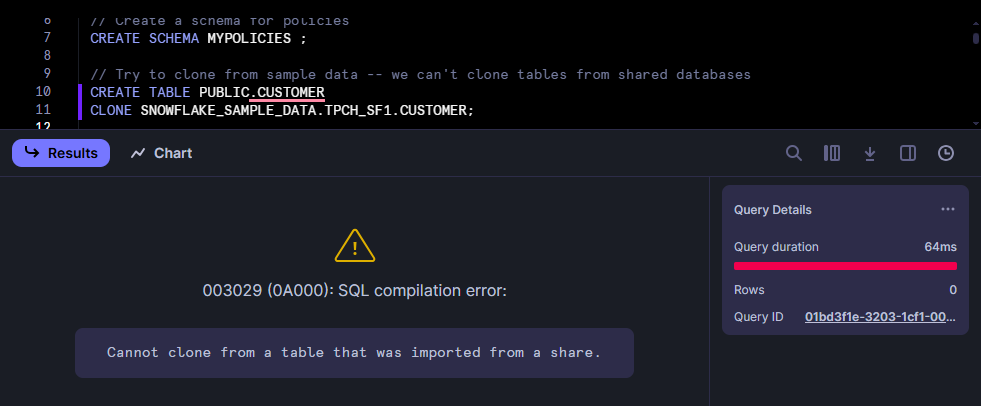 6 // Create a schema for policies
7 CREATE SCHEMA MYPOLICIES ;
8
9 // Try to clone from sample data -- we can't clone tables from shared databases
10 CREATE TABLE PUBLIC.CUSTOMER
11 CLONE SNOWFLAKE_SAMPLE_DATA.TPCH_SF1.CUSTOMER;
12
Results Chart
Query Details ...
Query duration 64ms
Rows 0
Query ID 01bd3f1e-3203-1cf1-00...
003029 (0A000): SQL compilation error:
Cannot clone from a table that was imported from a share.